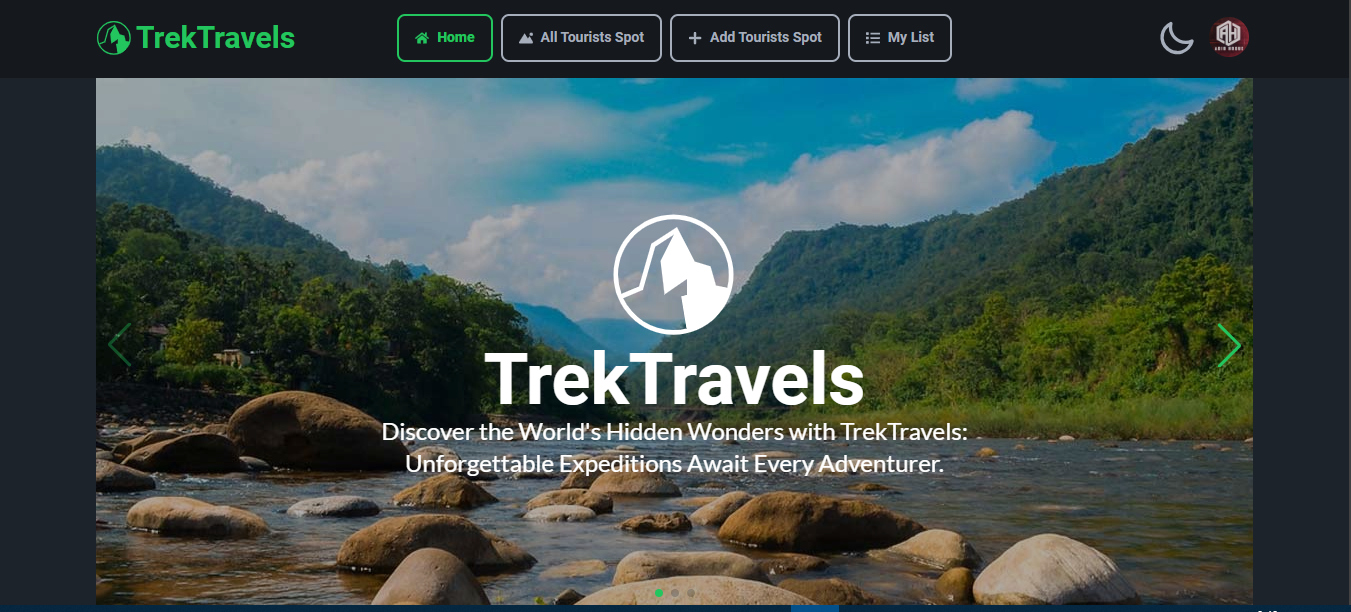 TrekTravels
Home
All Tourists Spot
Add Tourists Spot
My List
TrekTravels
Discover the World's Hidden Wonders with TrekTravels:
Unforgettable Expeditions Await Every Adventurer.